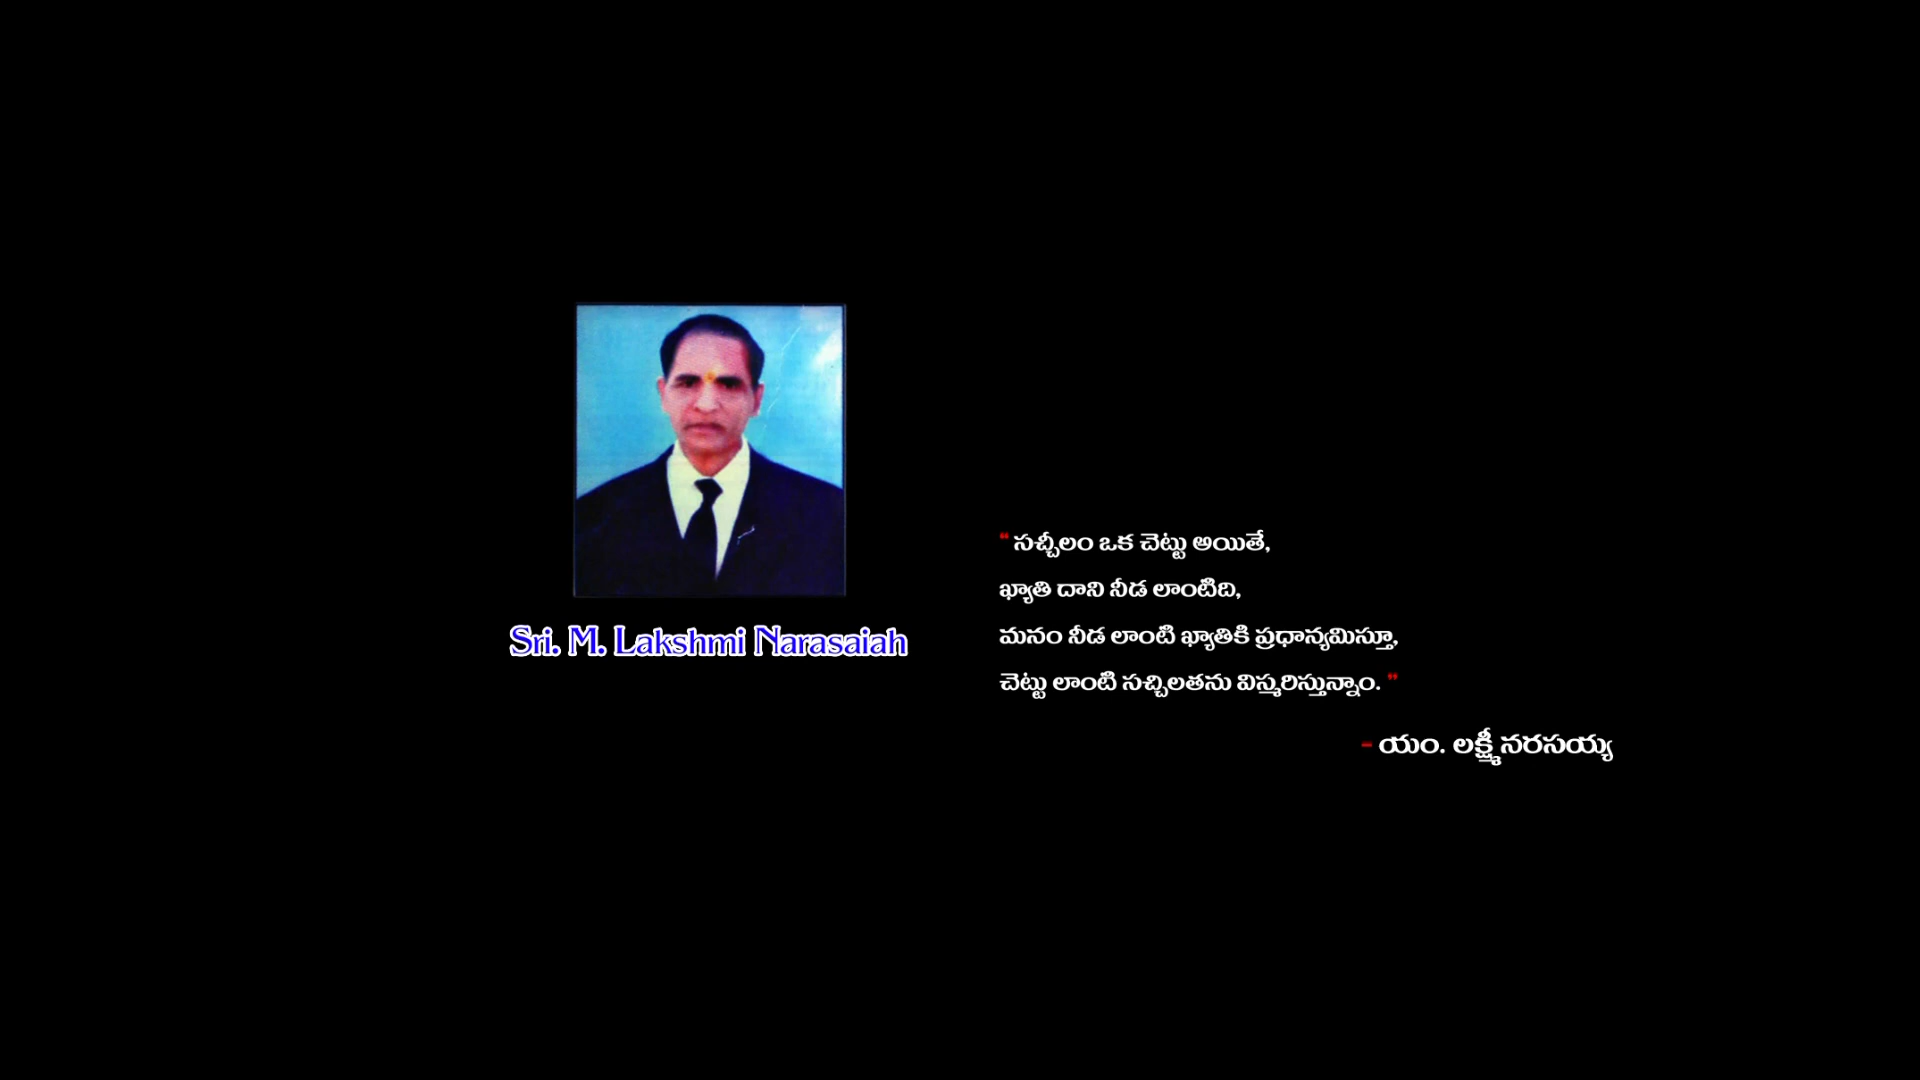 Sri. M. Lakshmi Narasaiah
“ సచ్ఛీలం ఒక చెట్టు అయితే,
ఖ్యాతి దాని నీడ లాంటిది,
మనం నీడ లాంటి ఖ్యాతికి ప్రధాన్యమిస్తూ,
చెట్టు లాంటి సచ్ఛిలతను విస్మరిస్తున్నాం. “
- యం. లక్ష్మీనరసయ్య